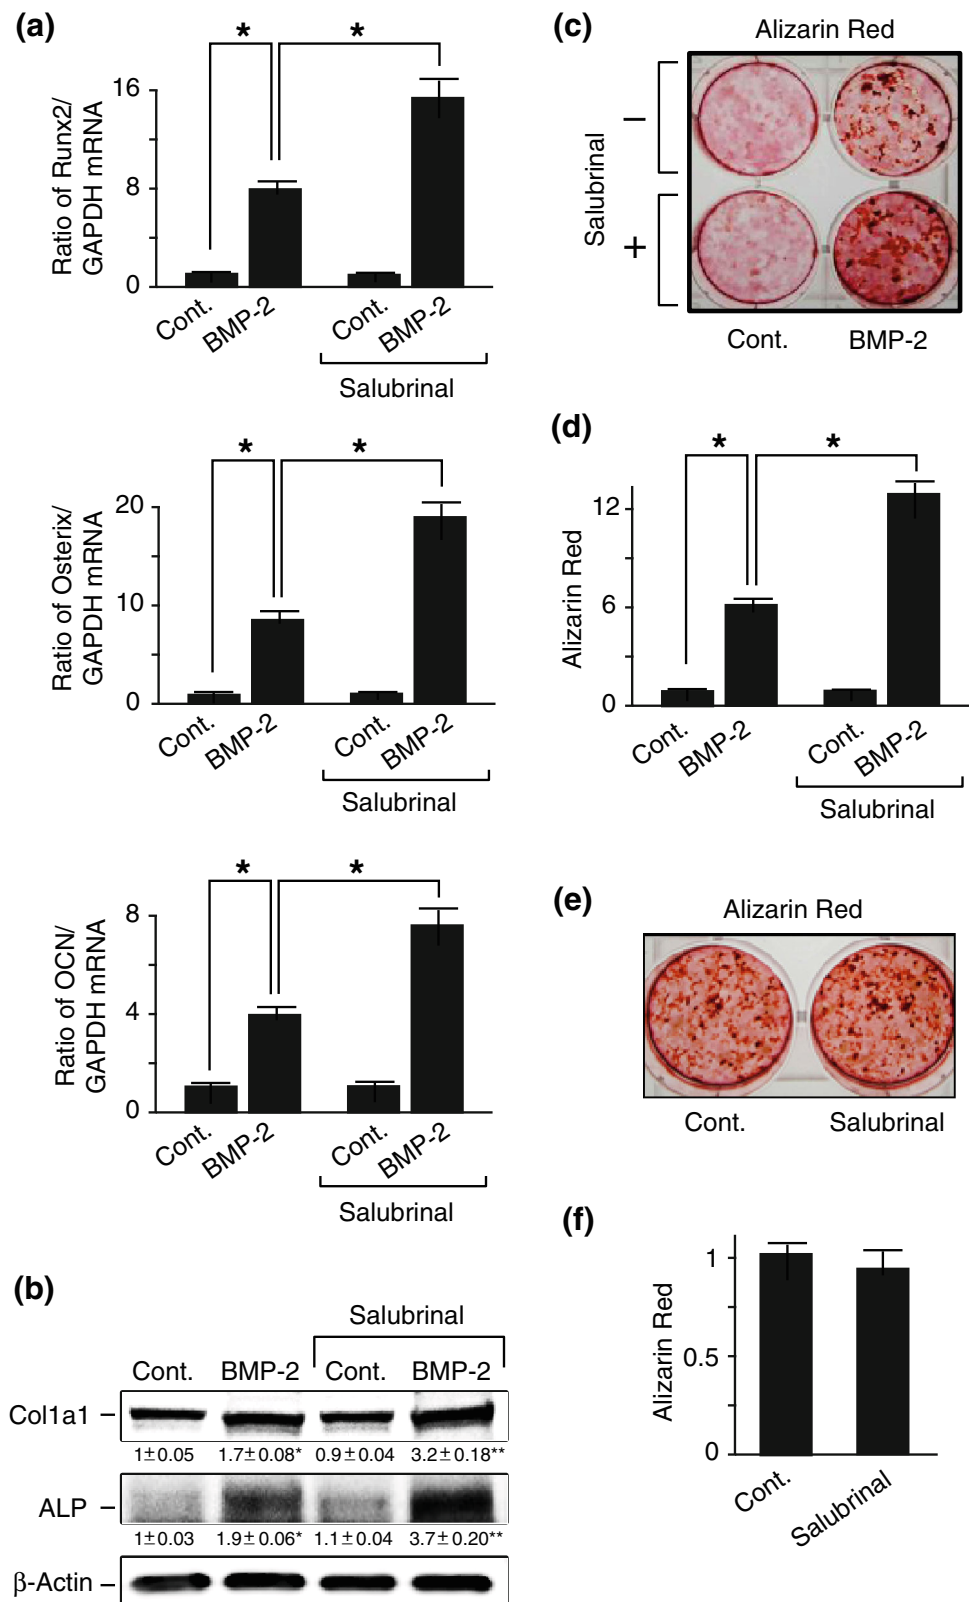 (a)
*
*
Ratio of Runx2/
GAPDH mRNA
16
8
0
Cont.
BMP-2
Cont.
BMP-2
Salubrinal
*
*
Ratio of Osterix/
GAPDH mRNA
20
10
0
Cont.
BMP-2
Cont.
BMP-2
Salubrinal
*
*
Ratio of OCN/
GAPDH mRNA
8
4
0
Cont.
BMP-2
Cont.
BMP-2
Salubrinal
(b)
Salubrinal
Cont. BMP-2 Cont. BMP-2
Col1a1
1±0.05 1.7±0.08* 0.9±0.04 3.2±0.18**
ALP
1±0.03 1.9±0.06* 1.1±0.04 3.7±0.20**
β-Actin
(c)
Alizarin Red
Salubrinal
−
+
Cont. BMP-2
(d)
*
*
Alizarin Red
12
6
0
Cont.
BMP-2
Cont.
BMP-2
Salubrinal
(e)
Alizarin Red
Cont. Salubrinal
(f)
Alizarin Red
1
0.5
0
Cont.
Salubrinal